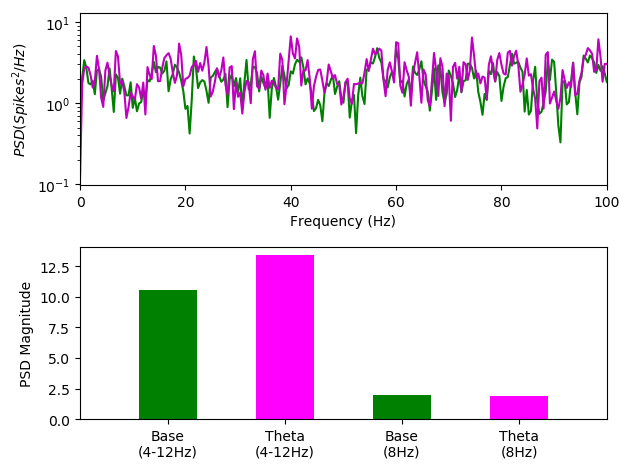 PSD(Spikes²/Hz)
10¹
10⁰
10⁻¹
0 20 40 60 80 100
Frequency (Hz)
PSD Magnitude
12.5
10.0
7.5
5.0
2.5
0.0
Base Theta Base Theta
(4-12Hz) (4-12Hz) (8Hz) (8Hz)